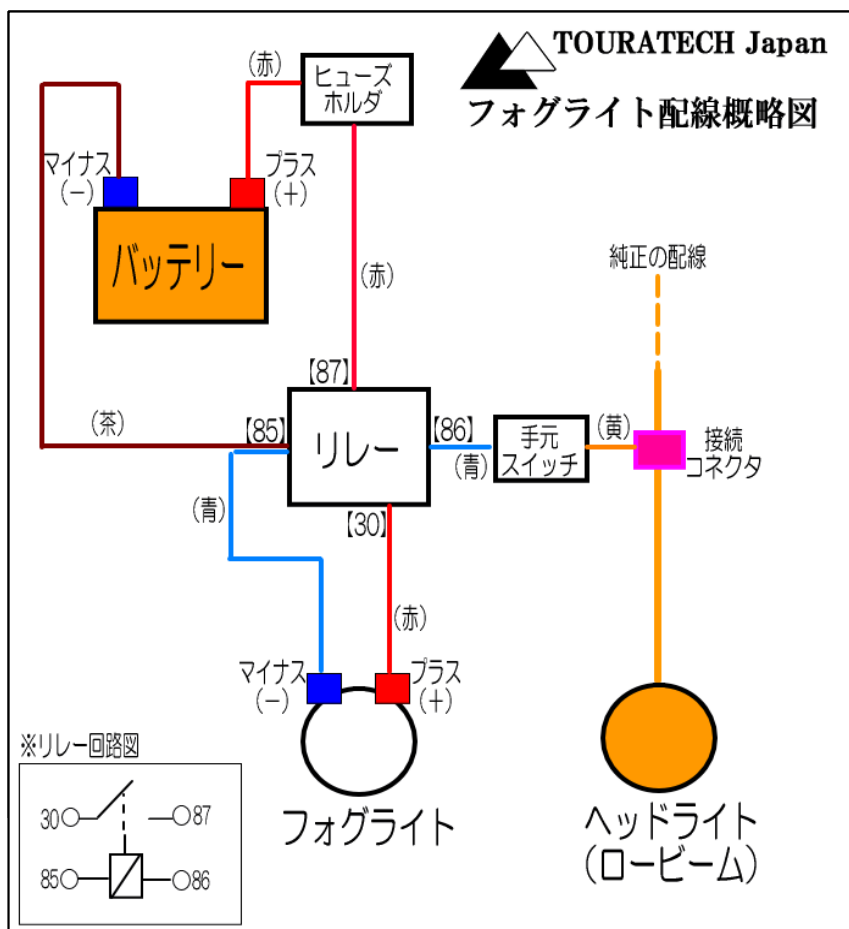 TOURATECH Japan
フォグライト配線概略図
(赤)
ヒューズ
ホルダ
マイナス
(−)
プラス
(+)
バッテリー
(赤)
純正の配線
【87】
(茶)
【85】
リレー
【86】
(青)
手元
スイッチ
(黄)
接続
コネクタ
(青)
【30】
(赤)
マイナス
(−)
プラス
(+)
フォグライト
ヘッドライト
(ロービーム)
※リレー回路図
30
87
85
86